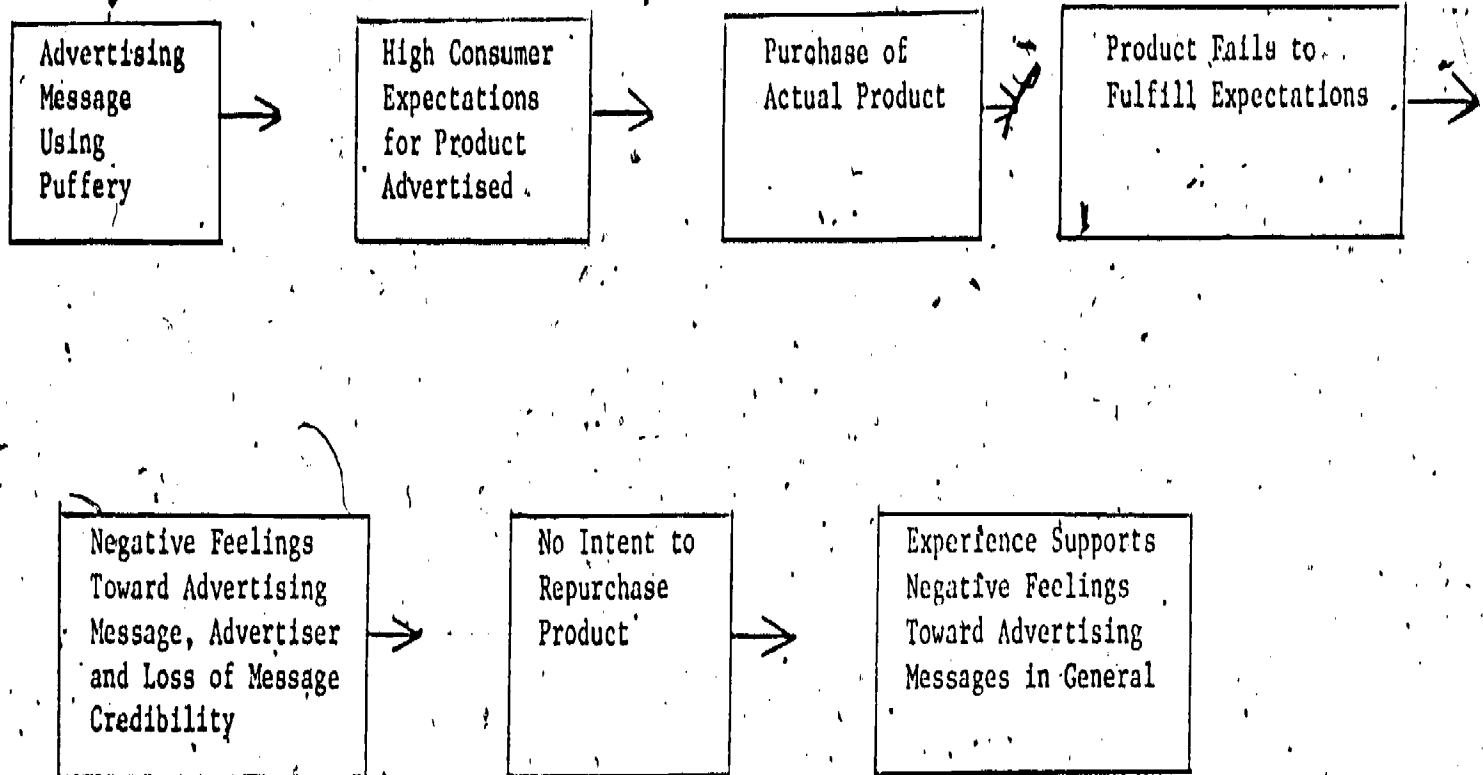 Advertising
Message
Using
Puffery
High Consumer
Expectations
for Product
Advertised
Purchase of
Actual Product
Product Fails to
Fulfill Expectations
Negative Feelings
Toward Advertising
Message, Advertiser
and Loss of Message
Credibility
No Intent to
Repurchase
Product
Experience Supports
Negative Feelings
Toward Advertising
Messages in General